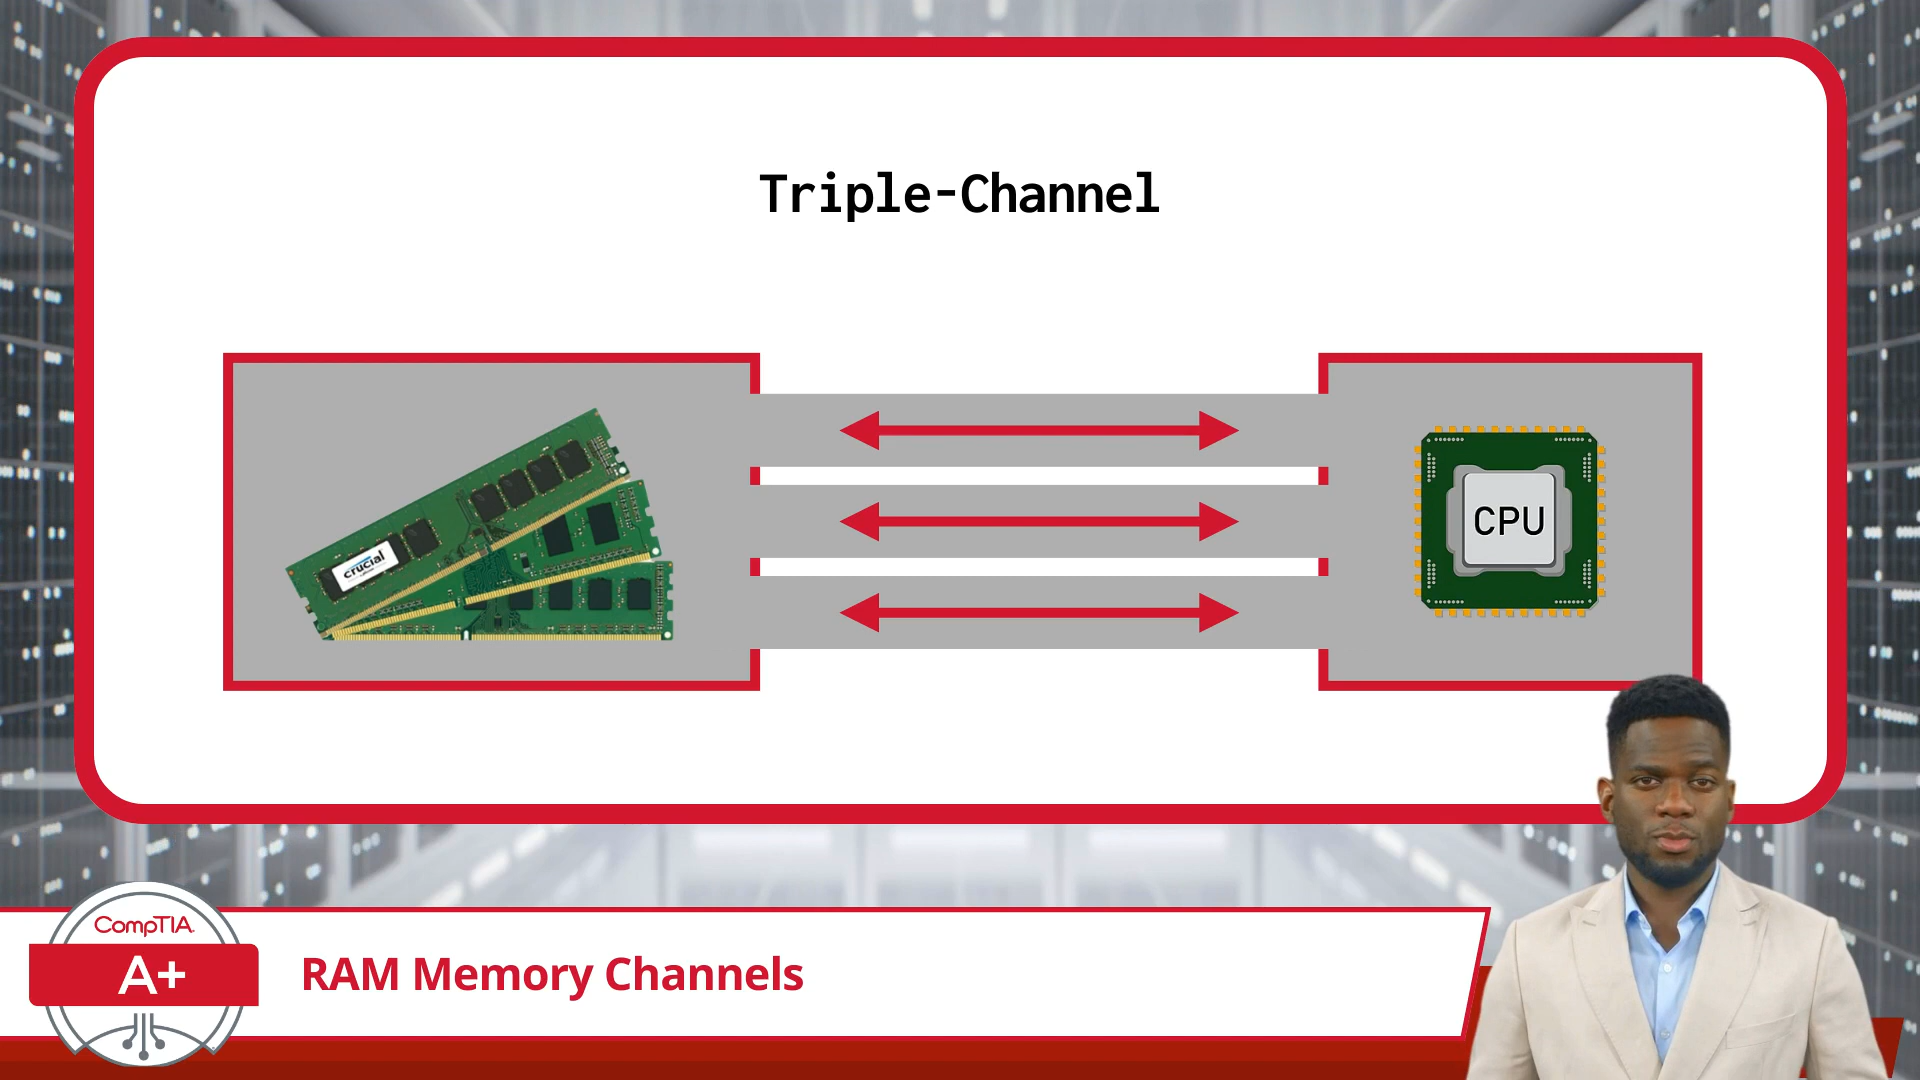 Triple-Channel
crucial
CPU
CompTIA.
A+
RAM Memory Channels